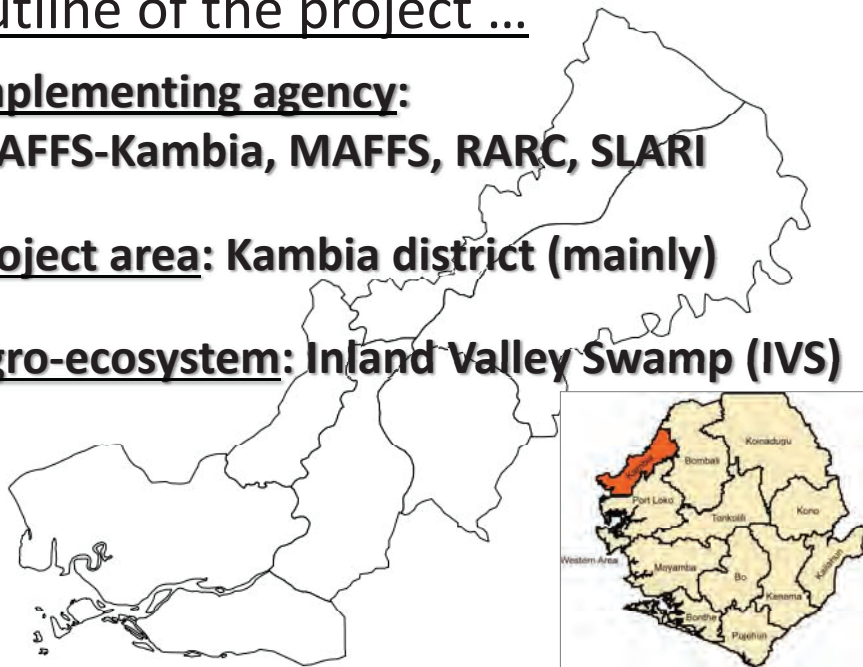 utline of the project …
nplementing agency:
AFFS-Kambia, MAFFS, RARC, SLARI
oject area: Kambia district (mainly)
gro-ecosystem: Inland Valley Swamp (IVS)
Koinadugu
Kambia
Bombali
Port Loko
Tonkolili
Kono
Western Area
Moyamba
Bo
Kailahun
Kenema
Bonthe
Pujehun